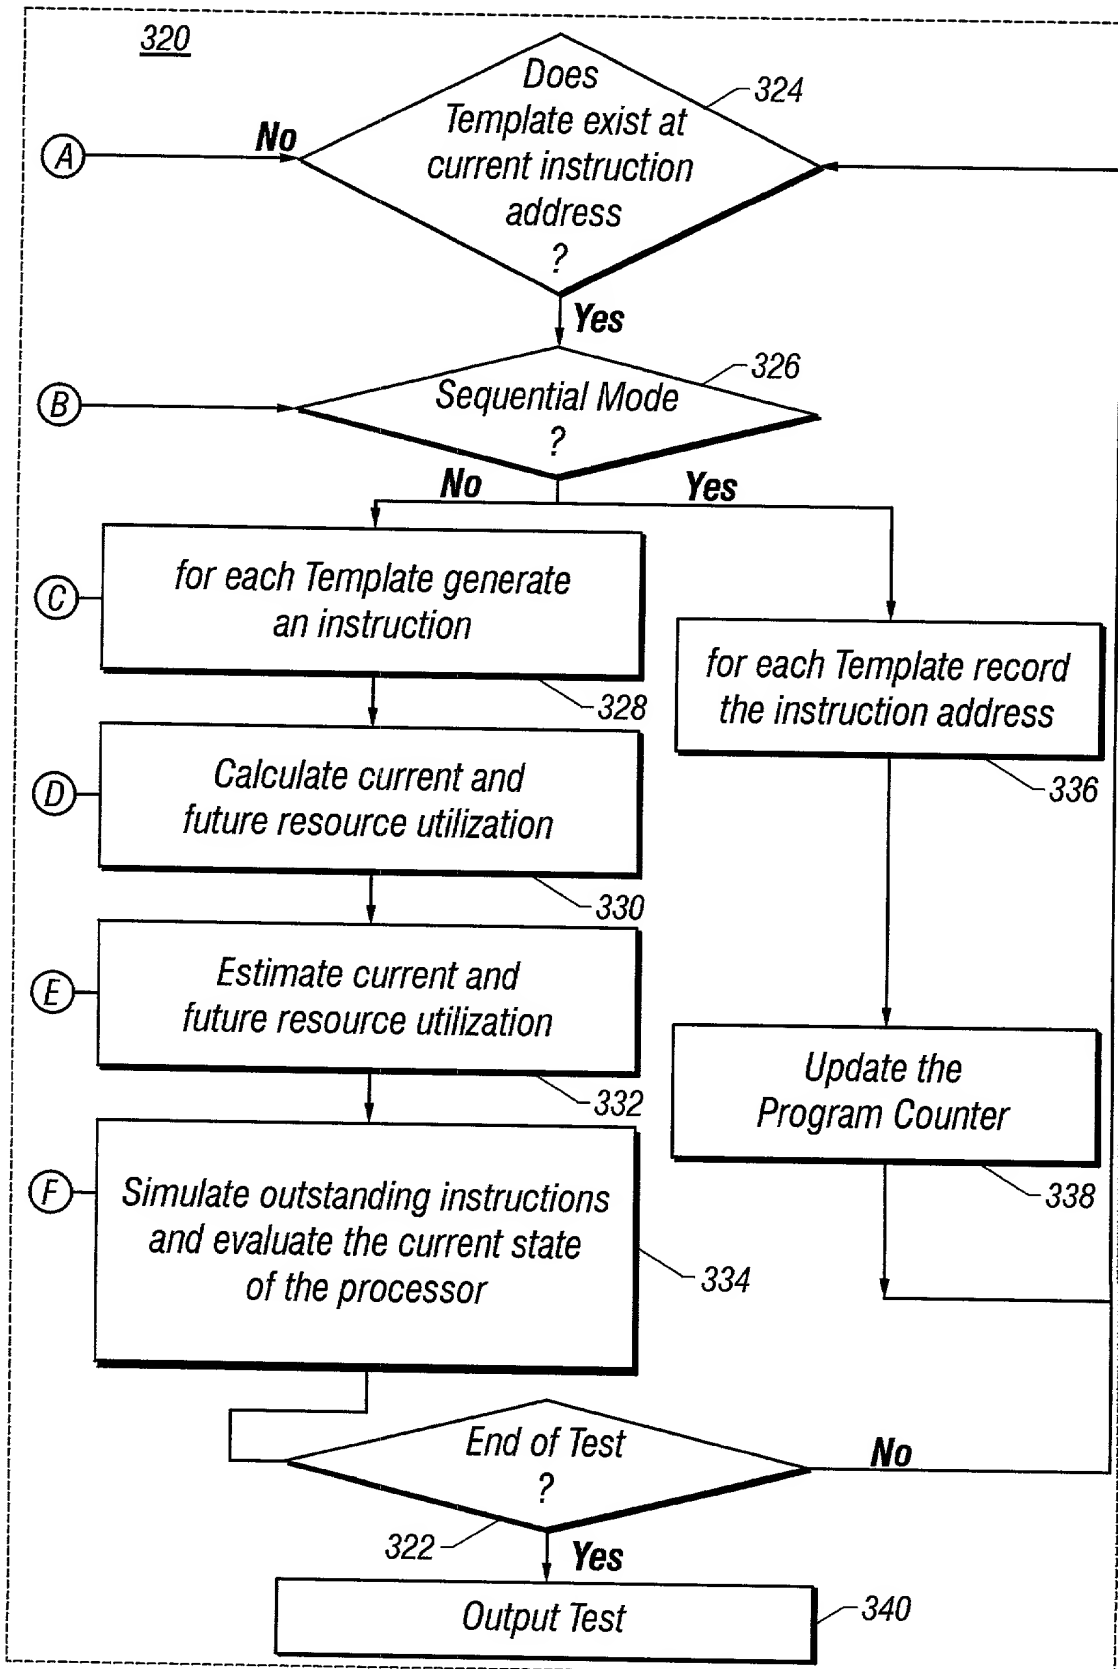 320
Does
Template exist at
current instruction
address
?
324
A
No
Yes
B
Sequential Mode
?
326
No
Yes
C
for each Template generate
an instruction
328
for each Template record
the instruction address
336
D
Calculate current and
future resource utilization
330
E
Estimate current and
future resource utilization
332
Update the
Program Counter
338
F
Simulate outstanding instructions
and evaluate the current state
of the processor
334
End of Test
?
No
322
Yes
Output Test
340